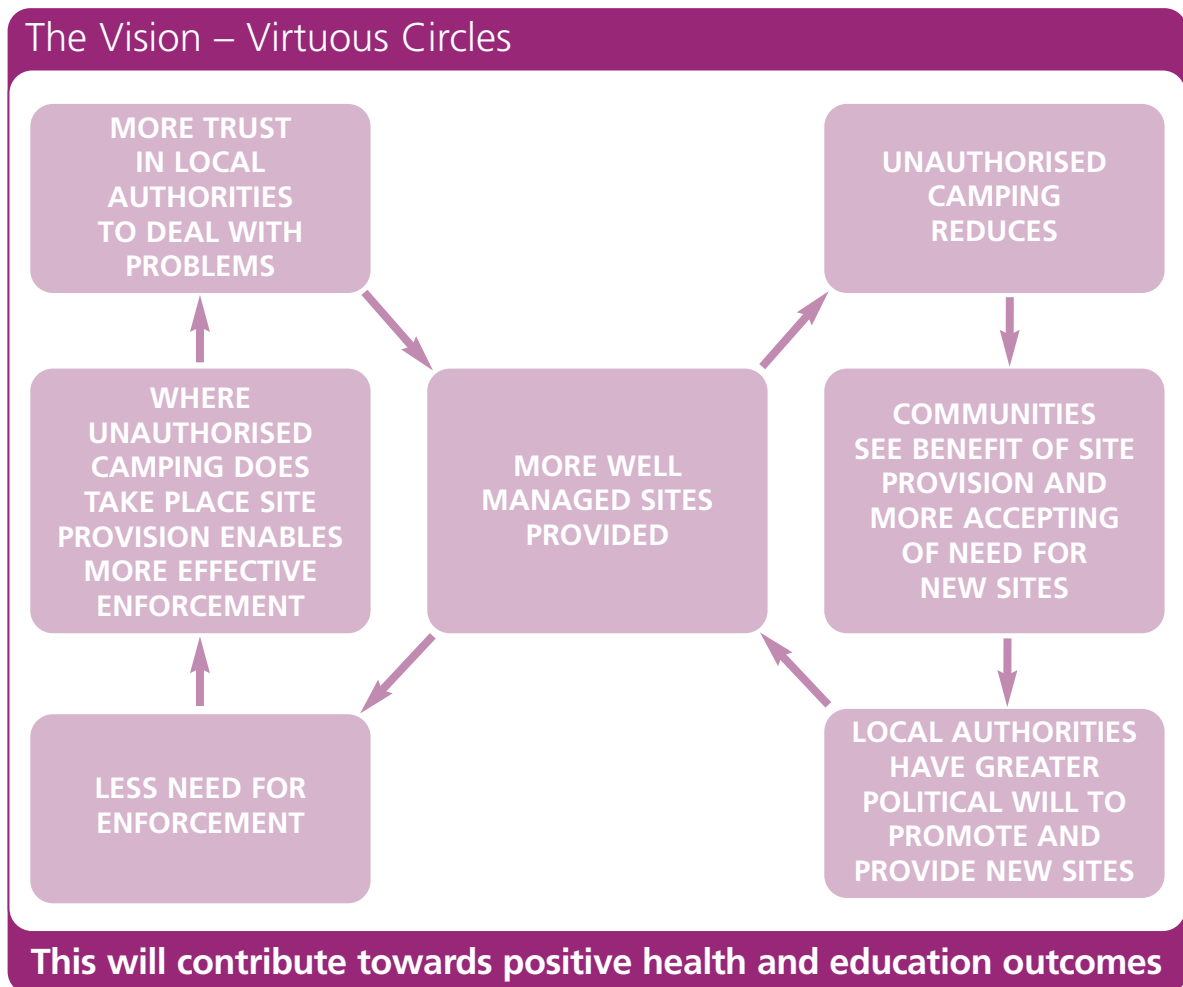 The Vision – Virtuous Circles
MORE TRUST
IN LOCAL
AUTHORITIES
TO DEAL WITH
PROBLEMS
UNAUTHORISED
CAMPING
REDUCES
WHERE
UNAUTHORISED
CAMPING DOES
TAKE PLACE SITE
PROVISION ENABLES
MORE EFFECTIVE
ENFORCEMENT
MORE WELL
MANAGED SITES
PROVIDED
COMMUNITIES
SEE BENEFIT OF SITE
PROVISION AND
MORE ACCEPTING
OF NEED FOR
NEW SITES
LESS NEED FOR
ENFORCEMENT
LOCAL AUTHORITIES
HAVE GREATER
POLITICAL WILL TO
PROMOTE AND
PROVIDE NEW SITES
This will contribute towards positive health and education outcomes